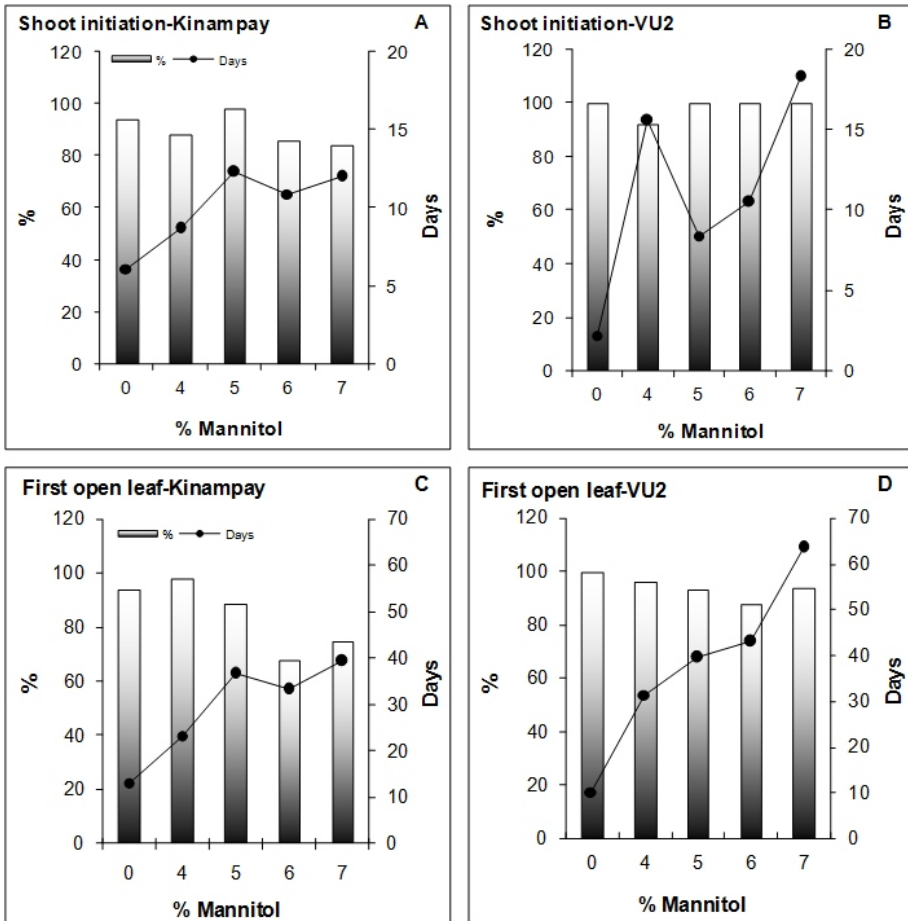 Shoot initiation-Kinampay A
% Days
120 20
100 15
80
60 10
40 5
20
0 0
% Days
0 4 5 6 7
% Mannitol
Shoot initiation-VU2 B
120 20
100 15
80
60 10
40 5
20
0 0
% Days
0 4 5 6 7
% Mannitol
First open leaf-Kinampay C
% Days
120 70
100 60
80 50
60 40
40 30
20 20
0 10
0
% Days
0 4 5 6 7
% Mannitol
First open leaf-VU2 D
120 70
100 60
80 50
60 40
40 30
20 20
0 10
0
% Days
0 4 5 6 7
% Mannitol